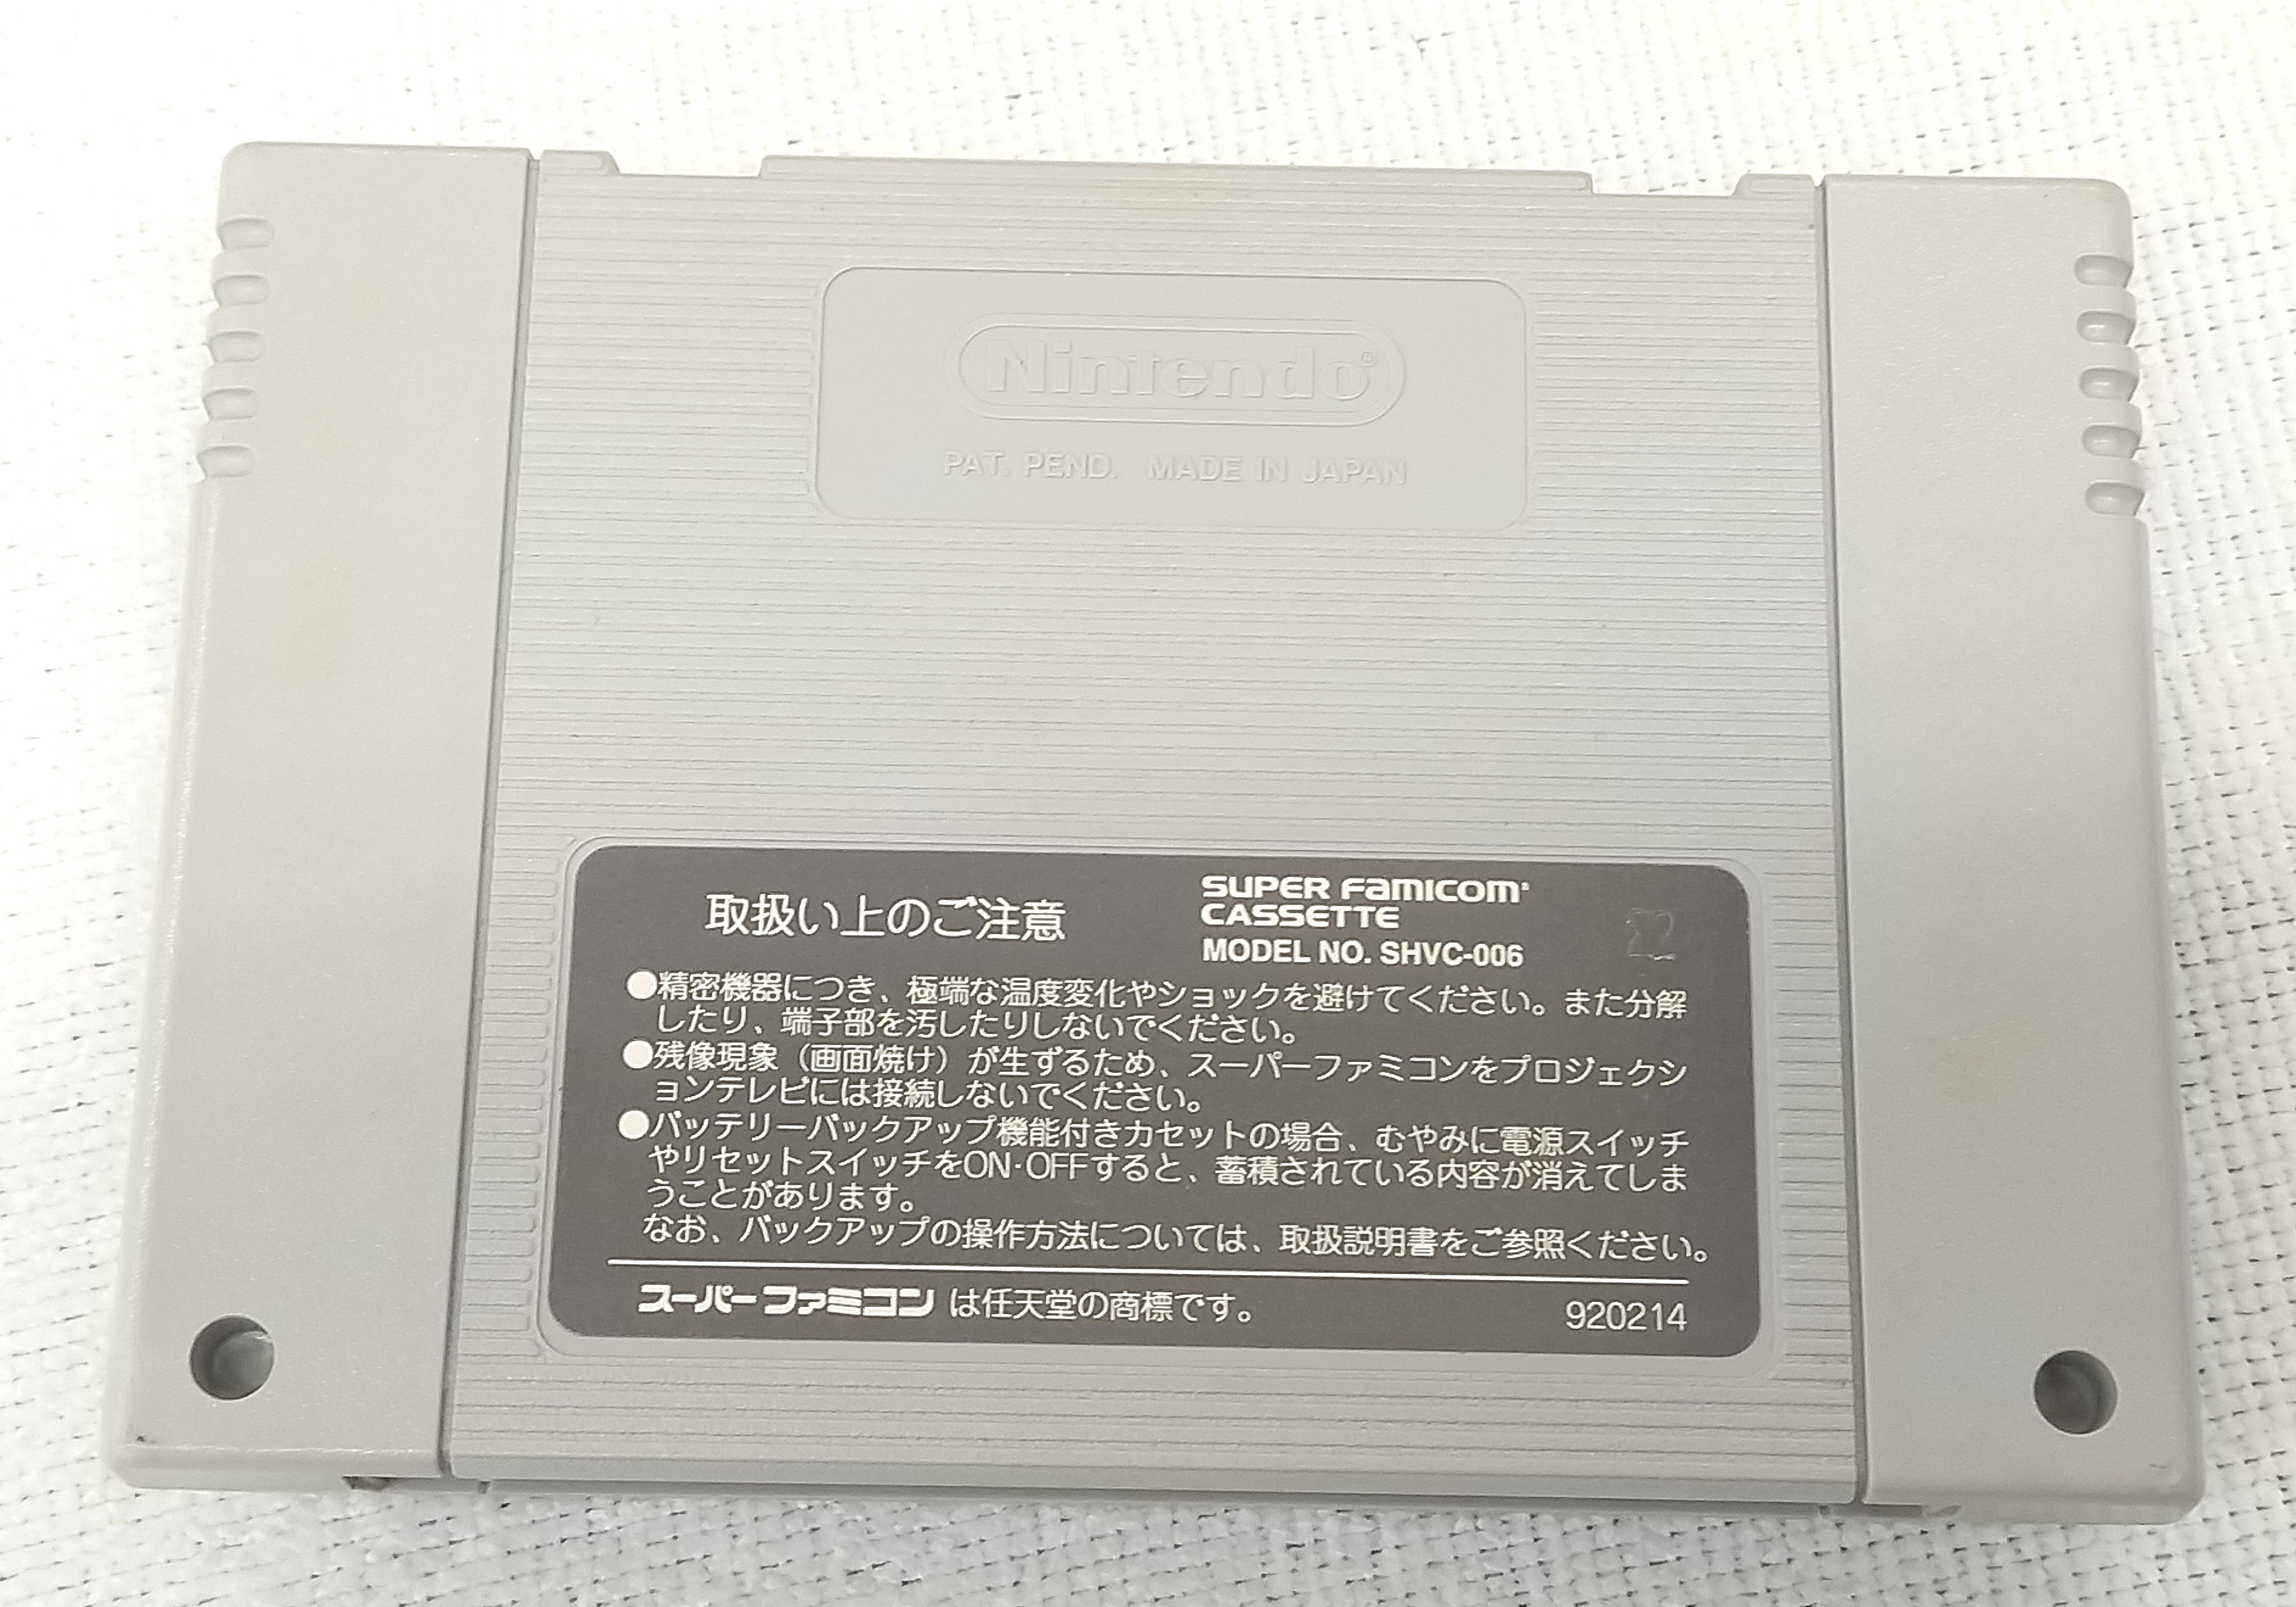 Nintendo®
PAT. PEND. MADE IN JAPAN
取扱い上のご注意
SUPER FAMICOM
CASSETTE
MODEL NO. SHVC-006
22
●精密機器につき、極端な温度変化やショックを避けてください。また分解
したり、端子部を汚したりしないでください。
●残像現象（画面焼け）が生ずるため、スーパーファミコンをプロジェクシ
ョンテレビには接続しないでください。
●バッテリーバックアップ機能付きカセットの場合、むやみに電源スイッチ
やリセットスイッチをON·OFFすると、蓄積されている内容が消えてしま
うことがあります。
なお、バックアップの操作方法については、取扱説明書をご参照ください。
スーパーファミコン は任天堂の商標です。
920214